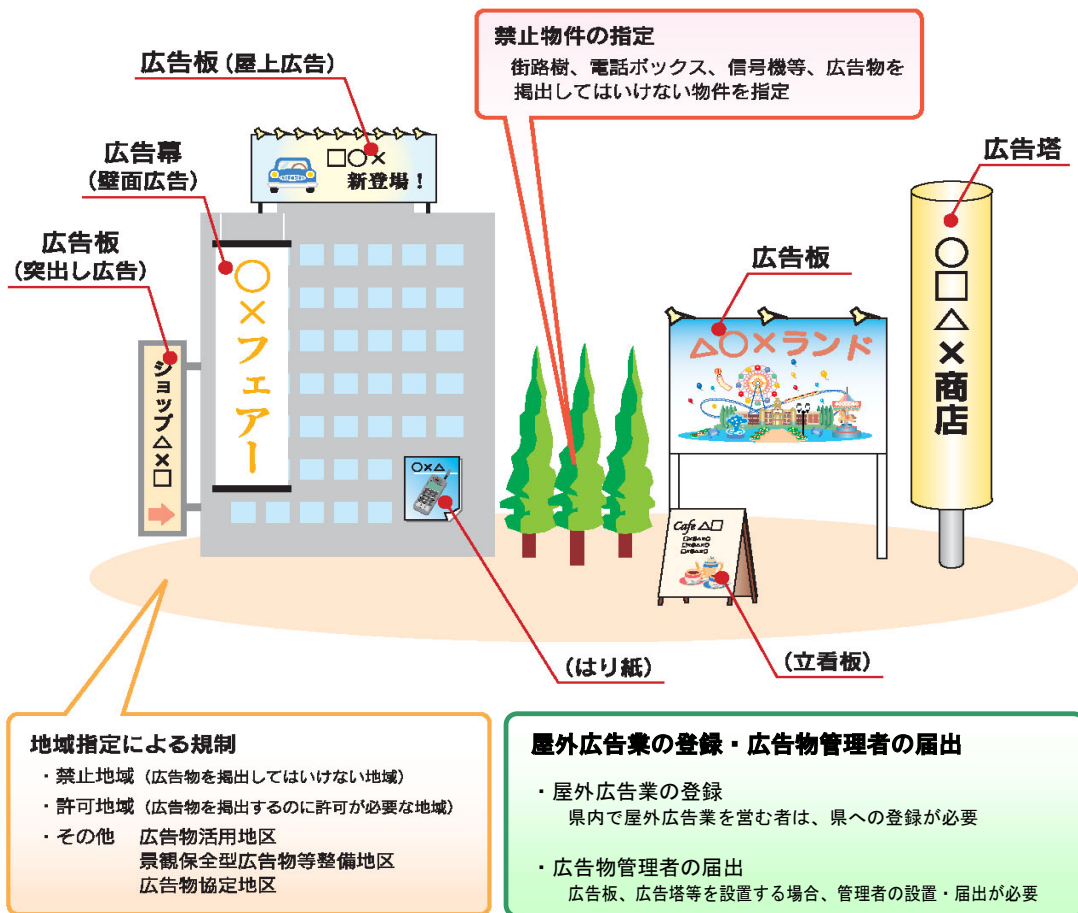 禁止物件の指定
街路樹、電話ボックス、信号機等、広告物を
掲出してはいけない物件を指定
広告板（屋上広告）
□○×
新登場！
広告幕
（壁面広告）
広告塔
広告板
（突出し広告）
広告板
○×フェアー
ショップ△×□
△○×ランド
○□△×商店
○×△
Cafe △□
（はり紙）
（立看板）
地域指定による規制
・禁止地域（広告物を掲出してはいけない地域）
・許可地域（広告物を掲出するのに許可が必要な地域）
・その他　広告物活用地区
景観保全型広告物等整備地区
広告物協定地区
屋外広告業の登録・広告物管理者の届出
・屋外広告業の登録
県内で屋外広告業を営む者は、県への登録が必要
・広告物管理者の届出
広告板、広告塔等を設置する場合、管理者の設置・届出が必要